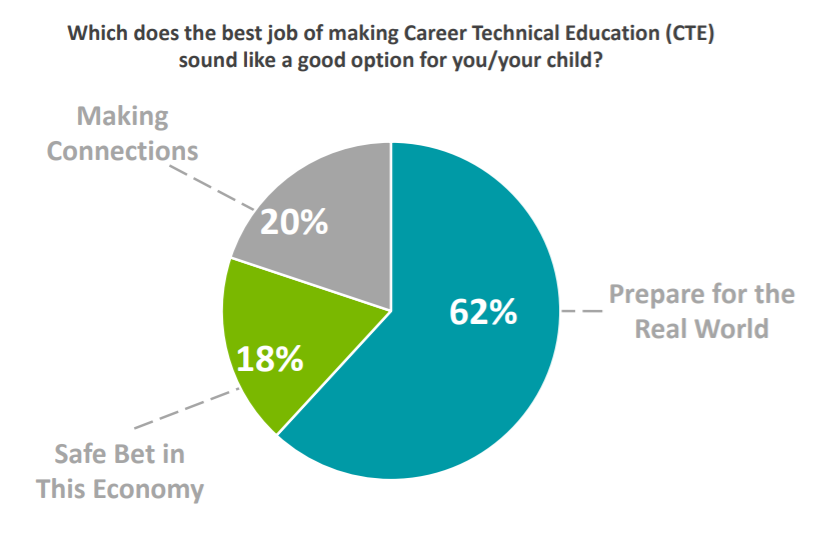 Which does the best job of making Career Technical Education (CTE)
sound like a good option for you/your child?
Making
Connections
20%
62%
Prepare for the
Real World
18%
Safe Bet in
This Economy